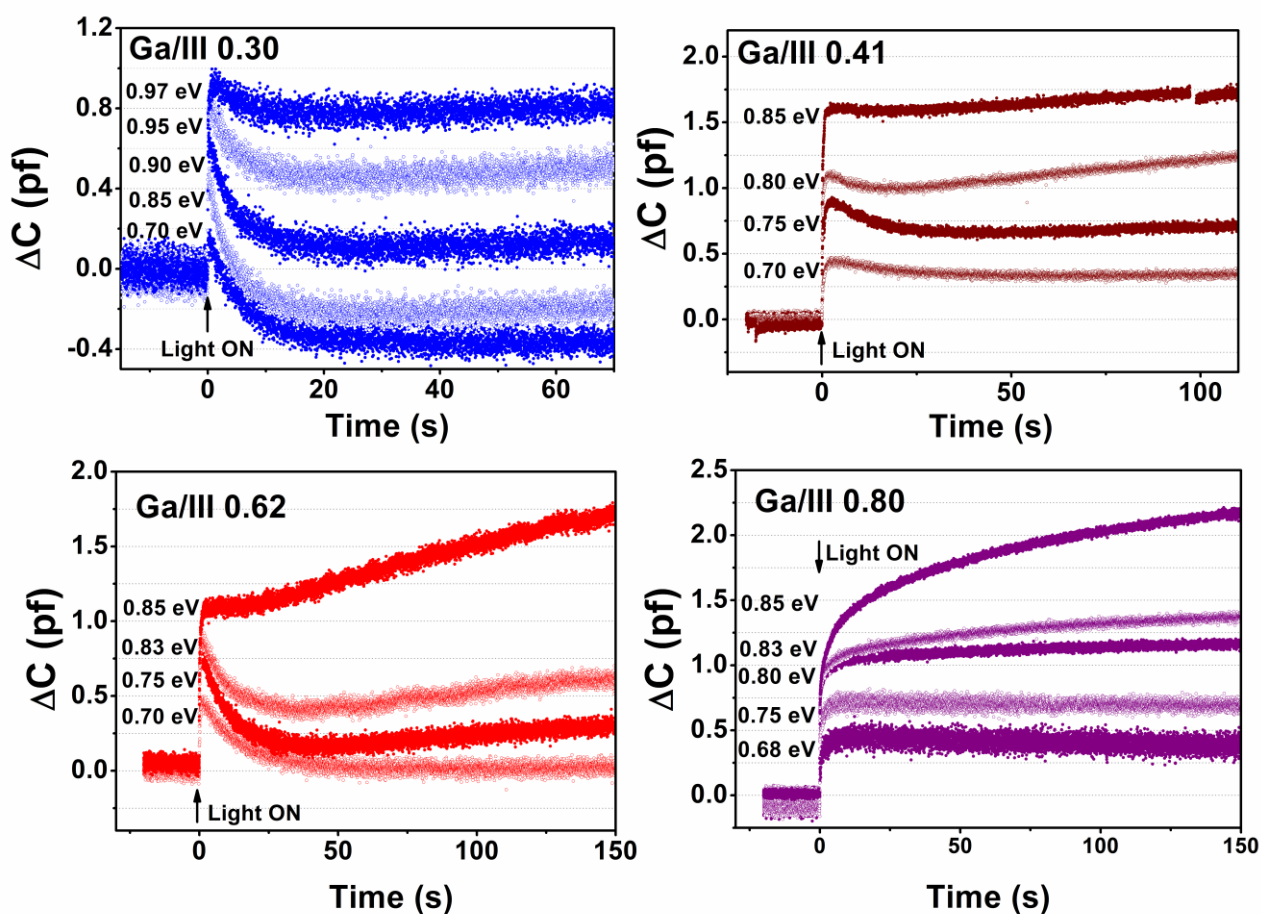 Ga/III 0.30
1.2
0.8
0.4
0.0
-0.4
ΔC (pf)
0.97 eV
0.95 eV
0.90 eV
0.85 eV
0.70 eV
Light ON
0
20
40
60
Time (s)
Ga/III 0.41
2.0
1.5
1.0
0.5
0.0
ΔC (pf)
0.85 eV
0.80 eV
0.75 eV
0.70 eV
Light ON
0
50
100
Time (s)
Ga/III 0.62
2.0
1.5
1.0
0.5
0.0
ΔC (pf)
0.85 eV
0.83 eV
0.75 eV
0.70 eV
Light ON
0
50
100
150
Time (s)
Ga/III 0.80
2.5
2.0
1.5
1.0
0.5
0.0
ΔC (pf)
Light ON
0.85 eV
0.83 eV
0.80 eV
0.75 eV
0.68 eV
0
50
100
150
Time (s)